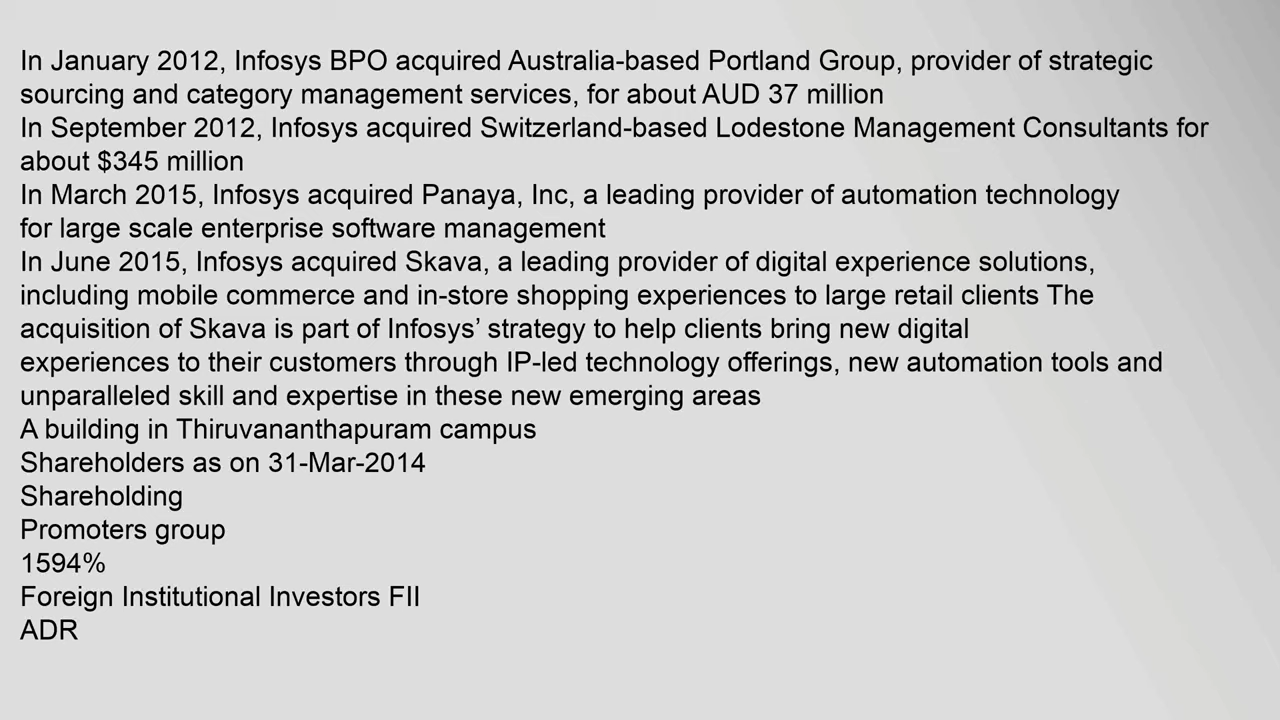 In January 2012, Infosys BPO acquired Australia-based Portland Group, provider of strategic
sourcing and category management services, for about AUD 37 million
In September 2012, Infosys acquired Switzerland-based Lodestone Management Consultants for
about $345 million
In March 2015, Infosys acquired Panaya, Inc, a leading provider of automation technology
for large scale enterprise software management
In June 2015, Infosys acquired Skava, a leading provider of digital experience solutions,
including mobile commerce and in-store shopping experiences to large retail clients The
acquisition of Skava is part of Infosys’ strategy to help clients bring new digital
experiences to their customers through IP-led technology offerings, new automation tools and
unparalleled skill and expertise in these new emerging areas
A building in Thiruvananthapuram campus
Shareholders as on 31-Mar-2014
Shareholding
Promoters group
1594%
Foreign Institutional Investors FII
ADR